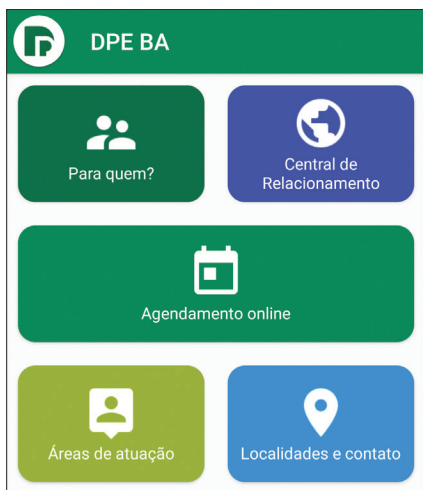 DPE BA
Para quem?
Central de
Relacionamento
Agendamento online
Áreas de atuação
Localidades e contato